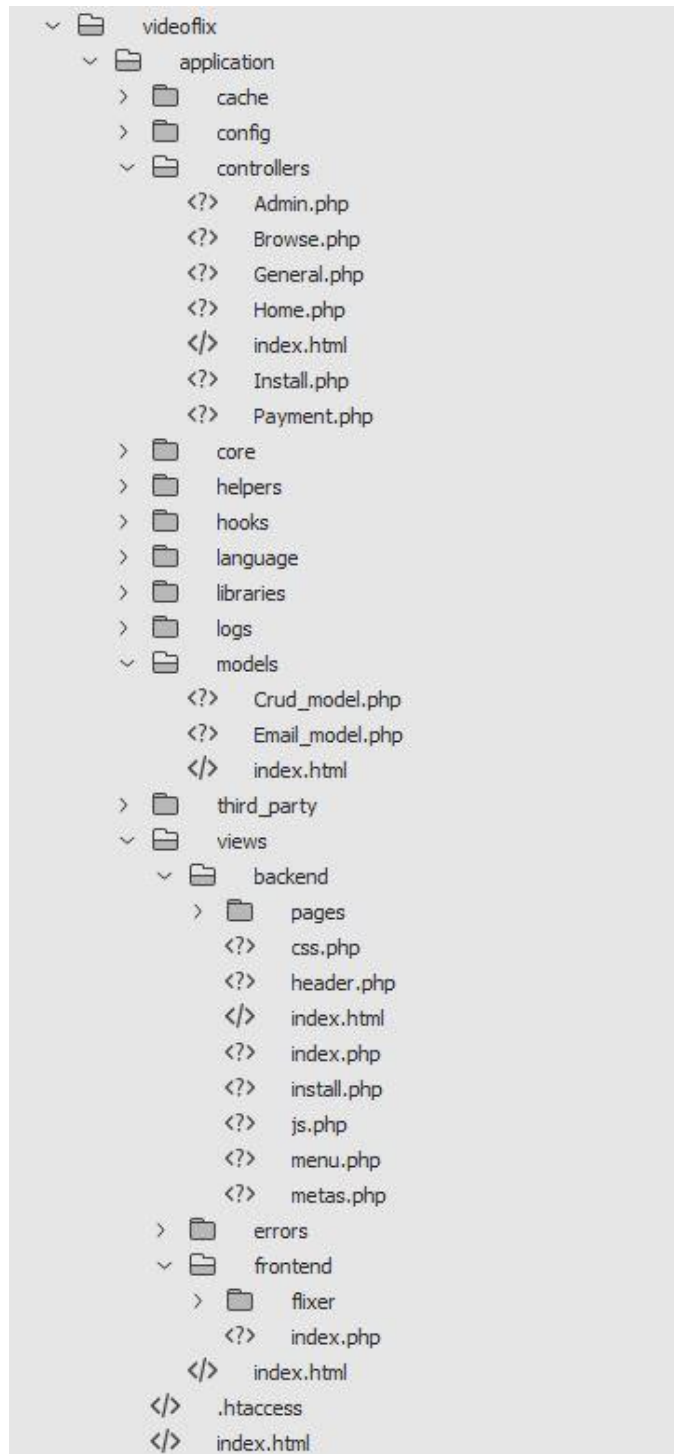 videoflix
application
cache
config
controllers
<?> Admin.php
<?> Browse.php
<?> General.php
<?> Home.php
</> index.html
<?> Install.php
<?> Payment.php
core
helpers
hooks
language
libraries
logs
models
<?> Crud_model.php
<?> Email_model.php
</> index.html
third_party
views
backend
pages
<?> css.php
<?> header.php
</> index.html
<?> index.php
<?> install.php
<?> js.php
<?> menu.php
<?> metas.php
errors
frontend
flixer
<?> index.php
</> index.html
</> .htaccess
</> index.html